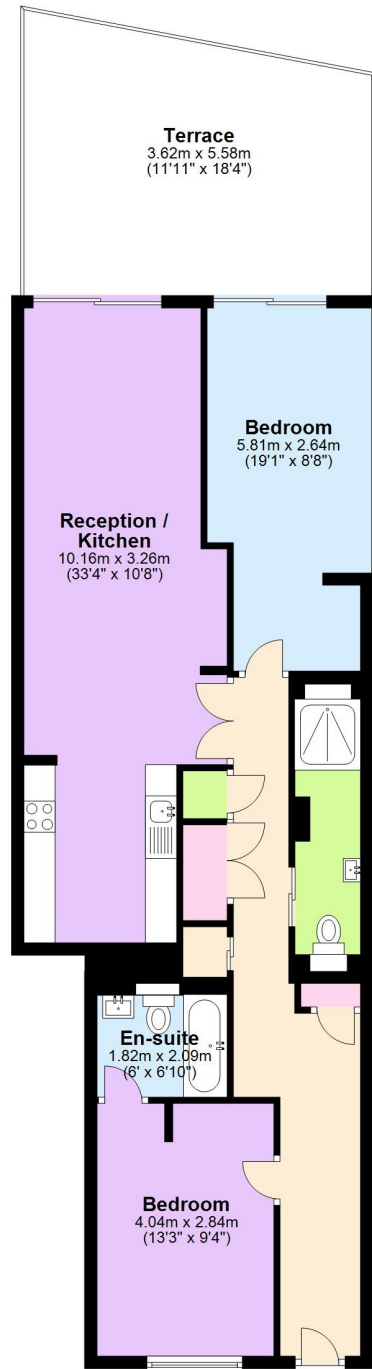 Terrace
3.62m x 5.58m
(11'11" x 18'4")
Bedroom
5.81m x 2.64m
(19'1" x 8'8")
Reception /
Kitchen
10.16m x 3.26m
(33'4" x 10'8")
En-suite
1.82m x 2.09m
(6' x 6'10")
Bedroom
4.04m x 2.84m
(13'3" x 9'4")